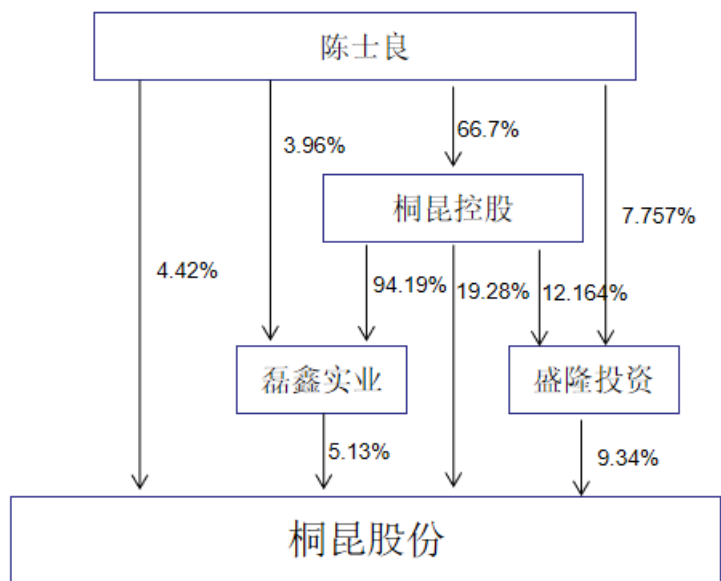 陈士良
66.7%
3.96%
桐昆控股
7.757%
4.42%
94.19%
19.28%
12.164%
磊鑫实业
盛隆投资
5.13%
9.34%
桐昆股份